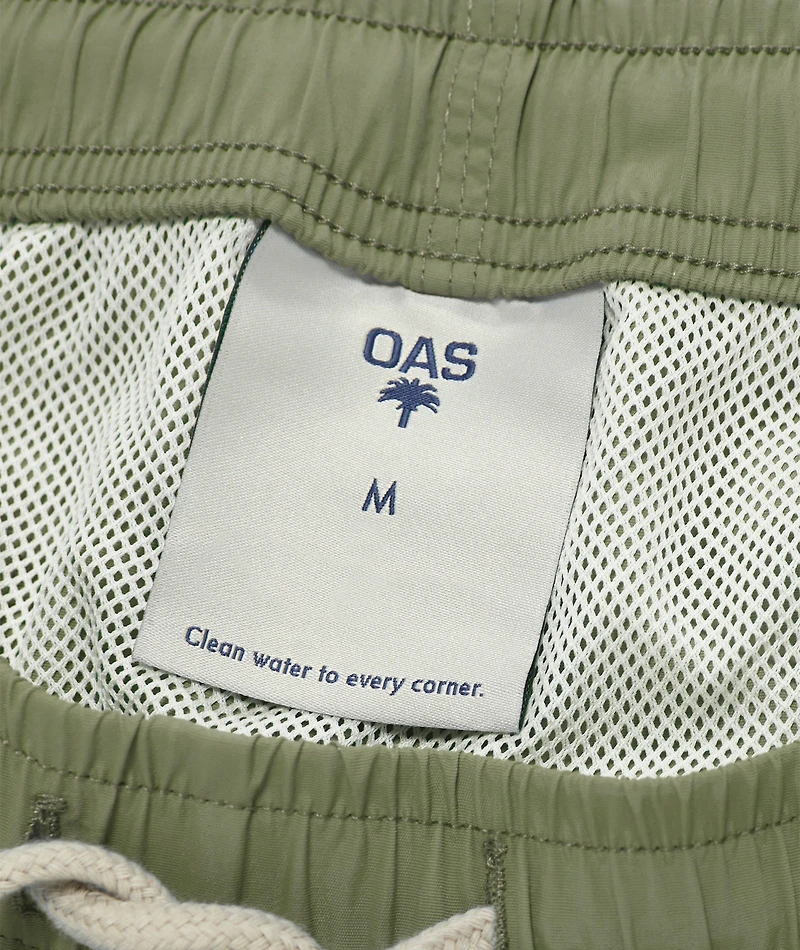 OAS
M
Clean water to every corner.